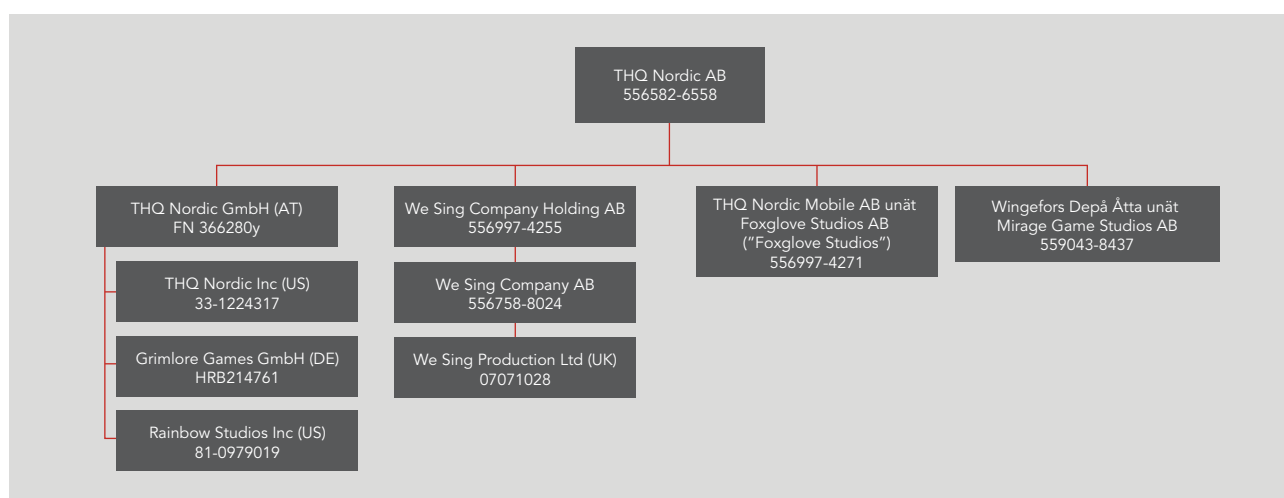 THQ Nordic AB
556582-6558
THQ Nordic GmbH (AT)
FN 366280y
THQ Nordic Inc (US)
33-1224317
Grimlore Games GmbH (DE)
HRB214761
Rainbow Studios Inc (US)
81-0979019
We Sing Company Holding AB
556997-4255
We Sing Company AB
556758-8024
We Sing Production Ltd (UK)
07071028
THQ Nordic Mobile AB unät
Foxglove Studios AB
(”Foxglove Studios”)
556997-4271
Wingefors Depå Åtta unät
Mirage Game Studios AB
559043-8437